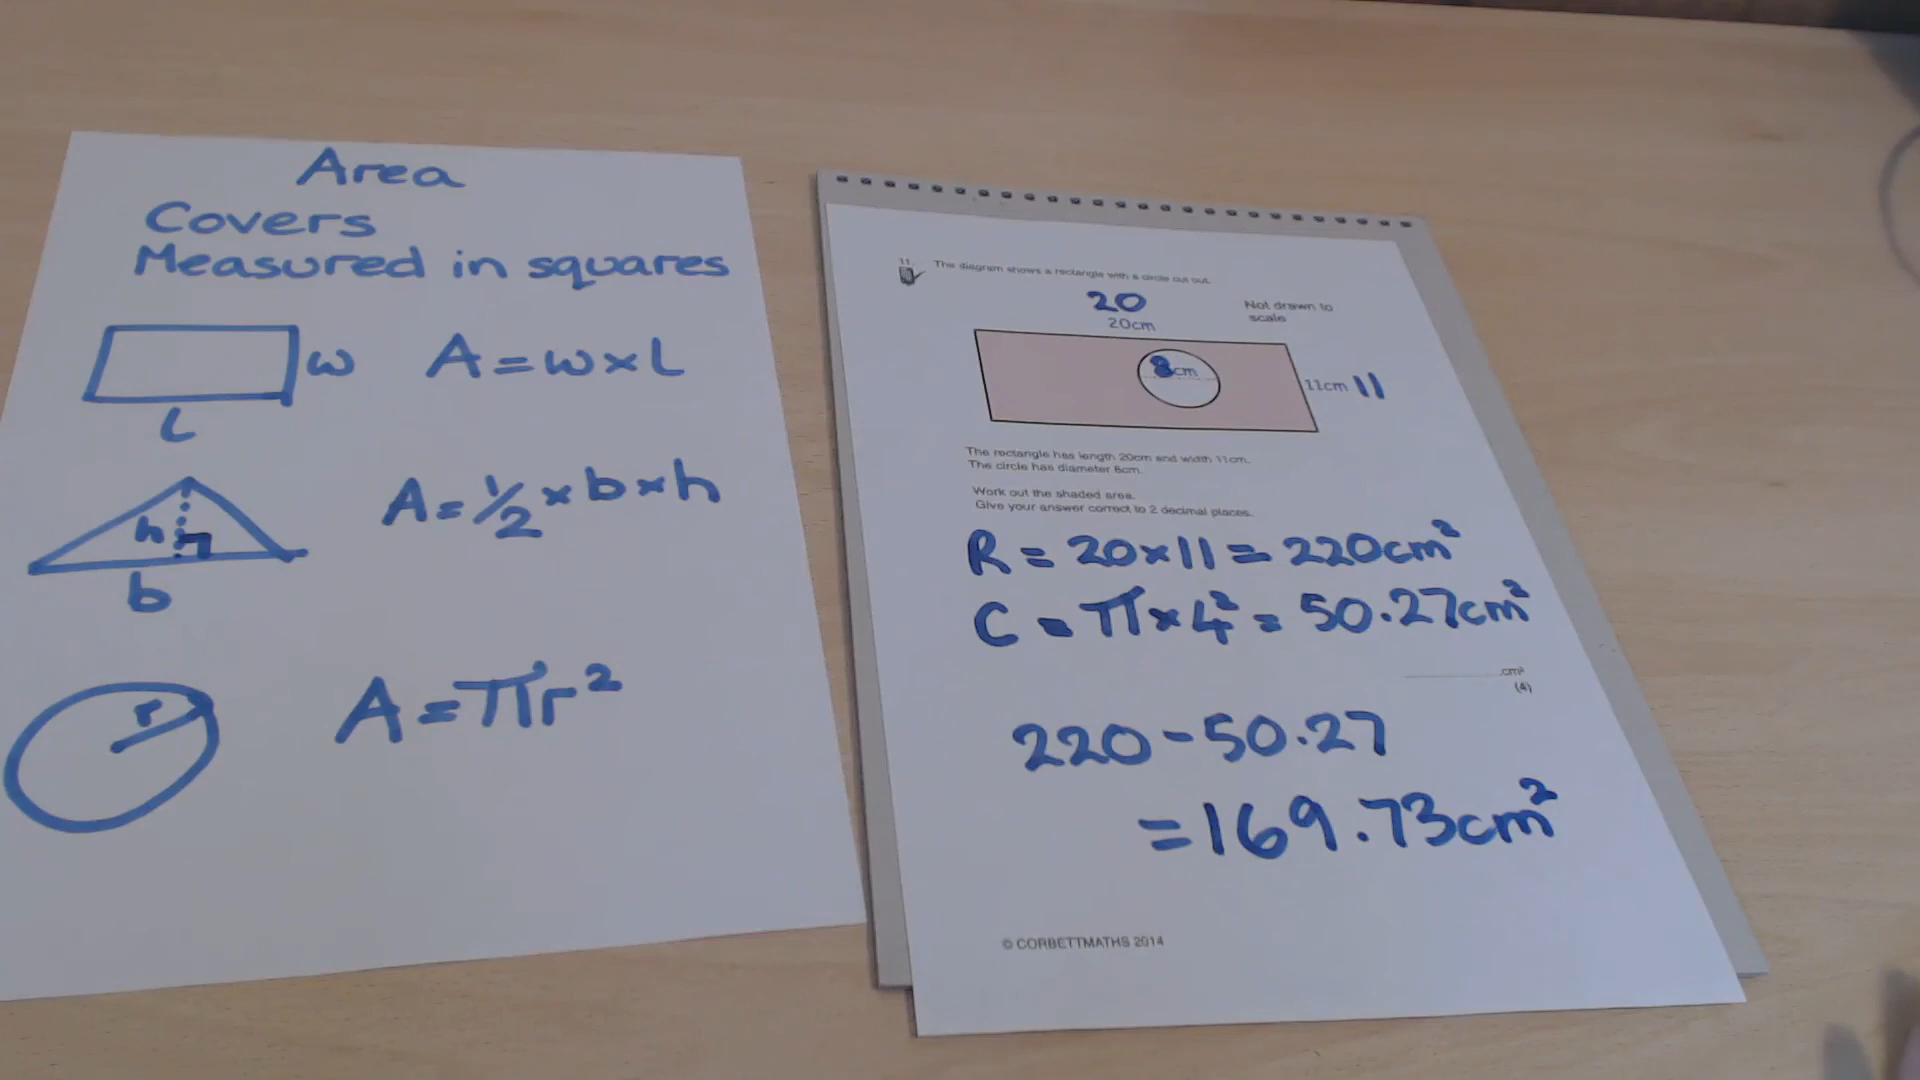 Area
Covers
Measured in squares
w
A = w × L
L
h
b
A = ½ × b × h
r
A = πr²
11.
The diagram shows a rectangle with a circle cut out.
20
20cm
Not drawn to
scale
8cm
11cm 11
The rectangle has length 20cm and width 11cm.
The circle has diameter 8cm.
Work out the shaded area.
Give your answer correct to 2 decimal places.
R = 20 × 11 = 220cm²
C = π × 4² = 50.27cm²
..............................cm²
(4)
220 - 50.27
= 169.73cm²
© CORBETTMATHS 2014